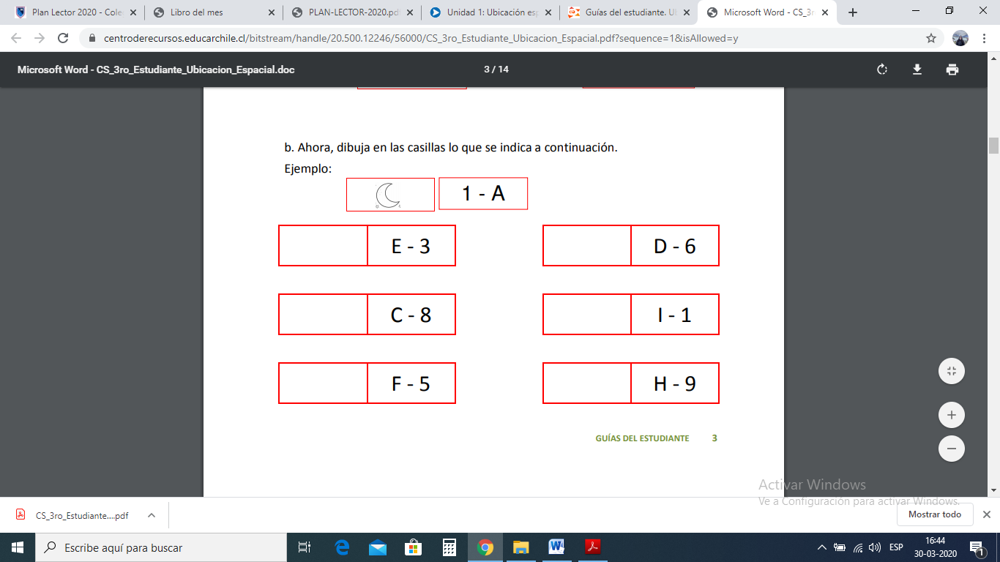 Plan Lector 2020 - Cole
Libro del mes
PLAN-LECTOR-2020.pdf
Unidad 1: Ubicación esp
Guías del estudiante. Ub
Microsoft Word - CS_3r
centroderecursos.educarchile.cl/bitstream/handle/20.500.12246/56000/CS_3ro_Estudiante_Ubicacion_Espacial.pdf?sequence=1&isAllowed=y
Microsoft Word - CS_3ro_Estudiante_Ubicacion_Espacial.doc
3 / 14
b. Ahora, dibuja en las casillas lo que se indica a continuación.
Ejemplo:
1 - A
E - 3
D - 6
C - 8
I - 1
F - 5
H - 9
GUÍAS DEL ESTUDIANTE 3
Activar Windows
Ve a Configuración para activar Windows.
CS_3ro_Estudiante....pdf
Mostrar todo
Escribe aquí para buscar
ESP
16:44
30-03-2020
1